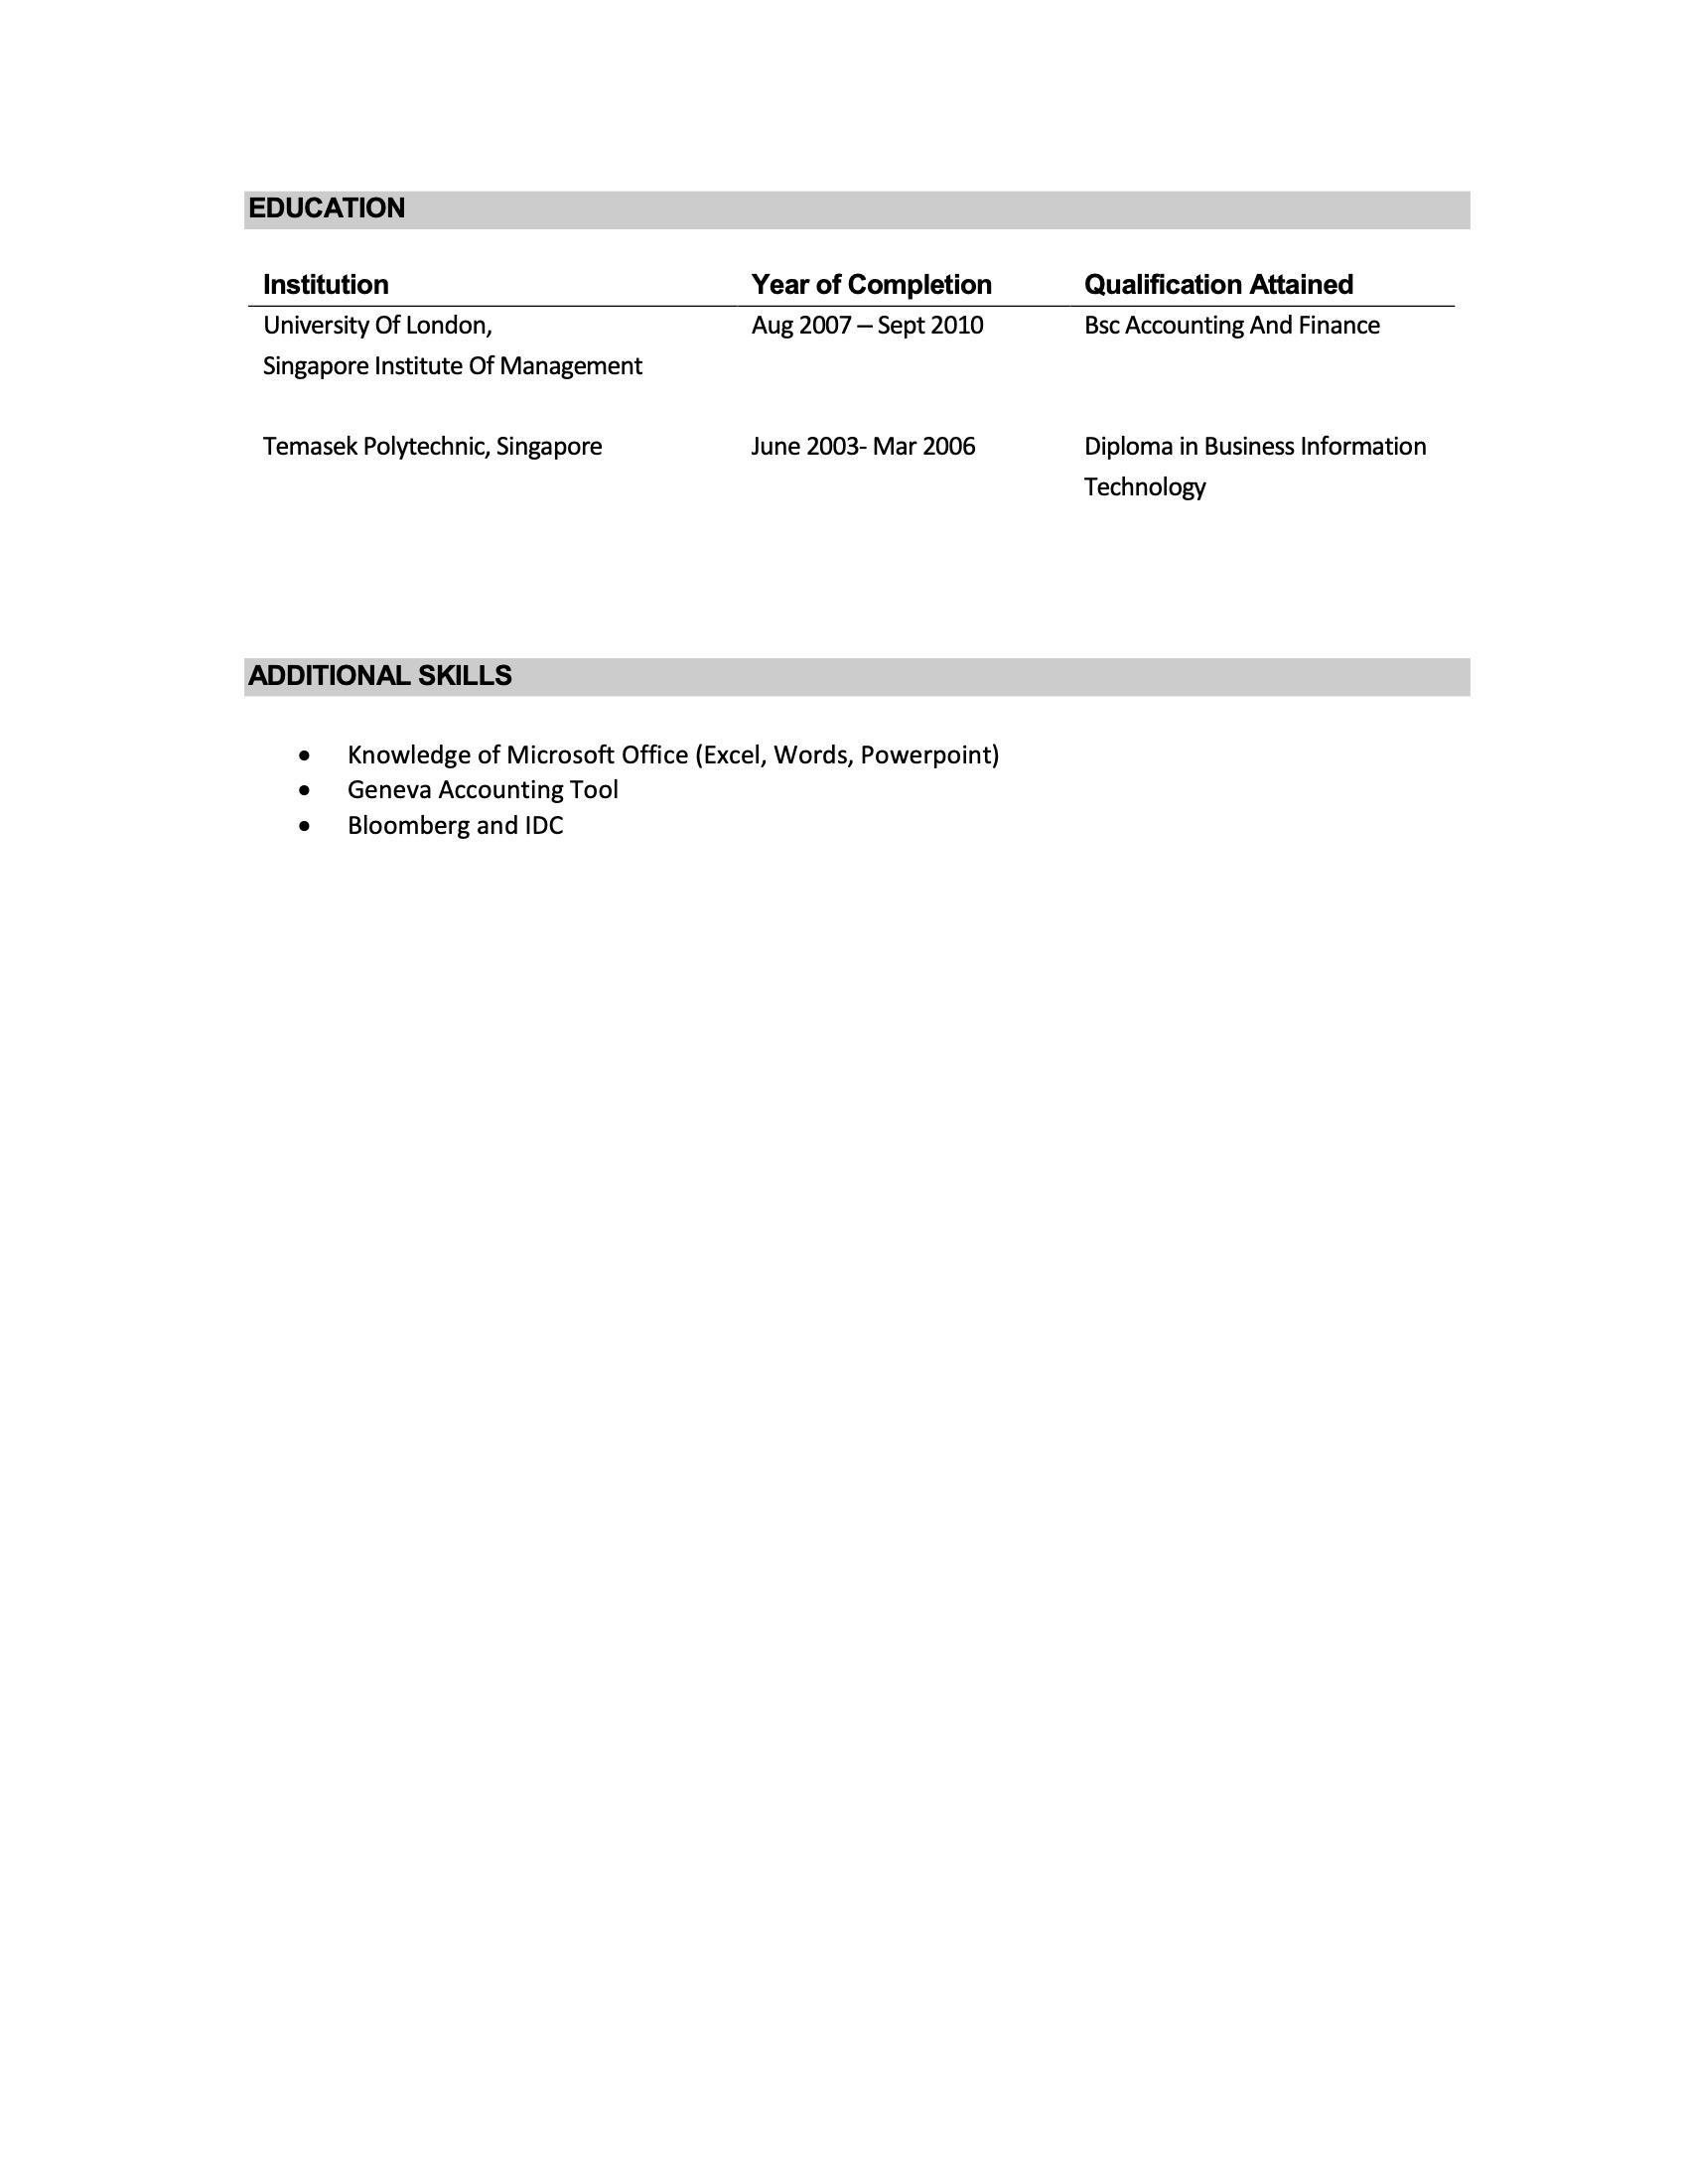 EDUCATION
Institution Year of Completion Qualification Attained
University Of London, Aug 2007 – Sept 2010 Bsc Accounting And Finance
Singapore Institute Of Management
Temasek Polytechnic, Singapore June 2003- Mar 2006 Diploma in Business Information
Technology
ADDITIONAL SKILLS
• Knowledge of Microsoft Office (Excel, Words, Powerpoint)
• Geneva Accounting Tool
• Bloomberg and IDC